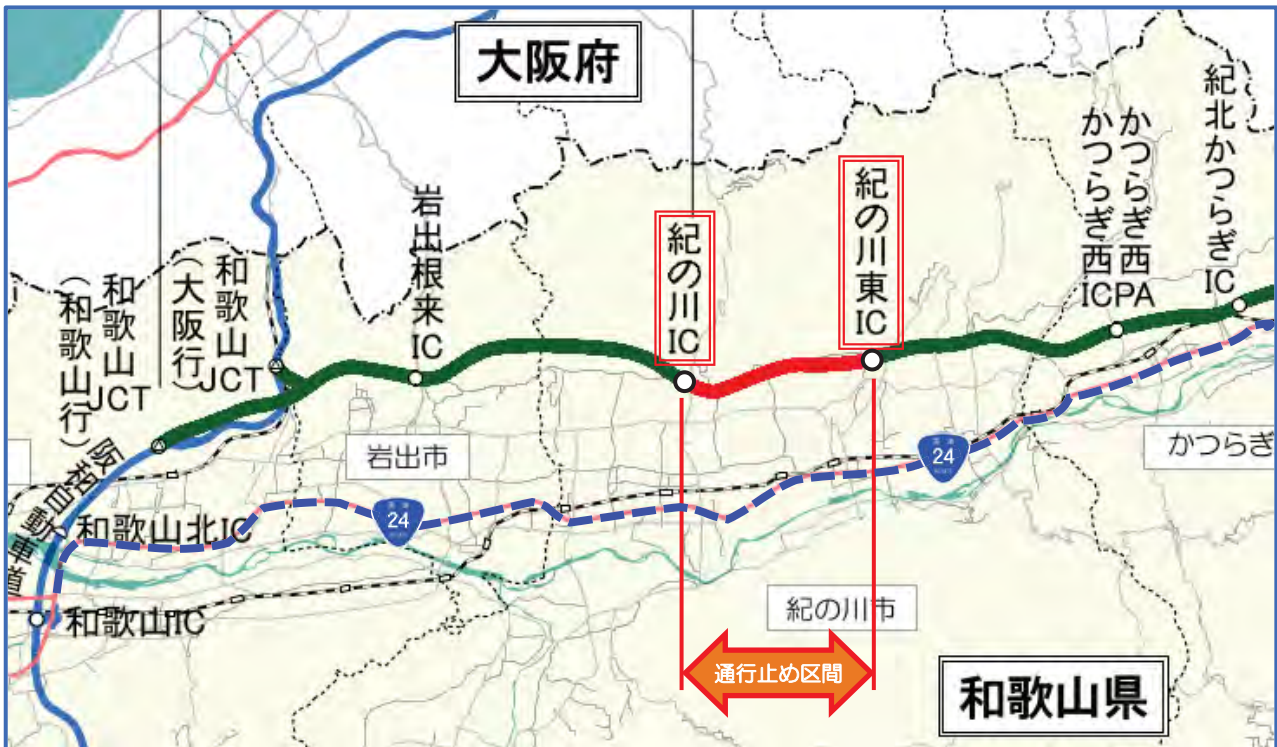 大阪府
紀北かつらぎIC
かつらぎ西PA
かつらぎ西IC
紀の川東IC
紀の川IC
岩出根来IC
和歌山JCT
(大阪行)
和歌山JCT
(和歌山行)
阪和自動車道
岩出市
かつらぎ
24
24
和歌山北IC
和歌山IC
紀の川市
通行止め区間
和歌山県